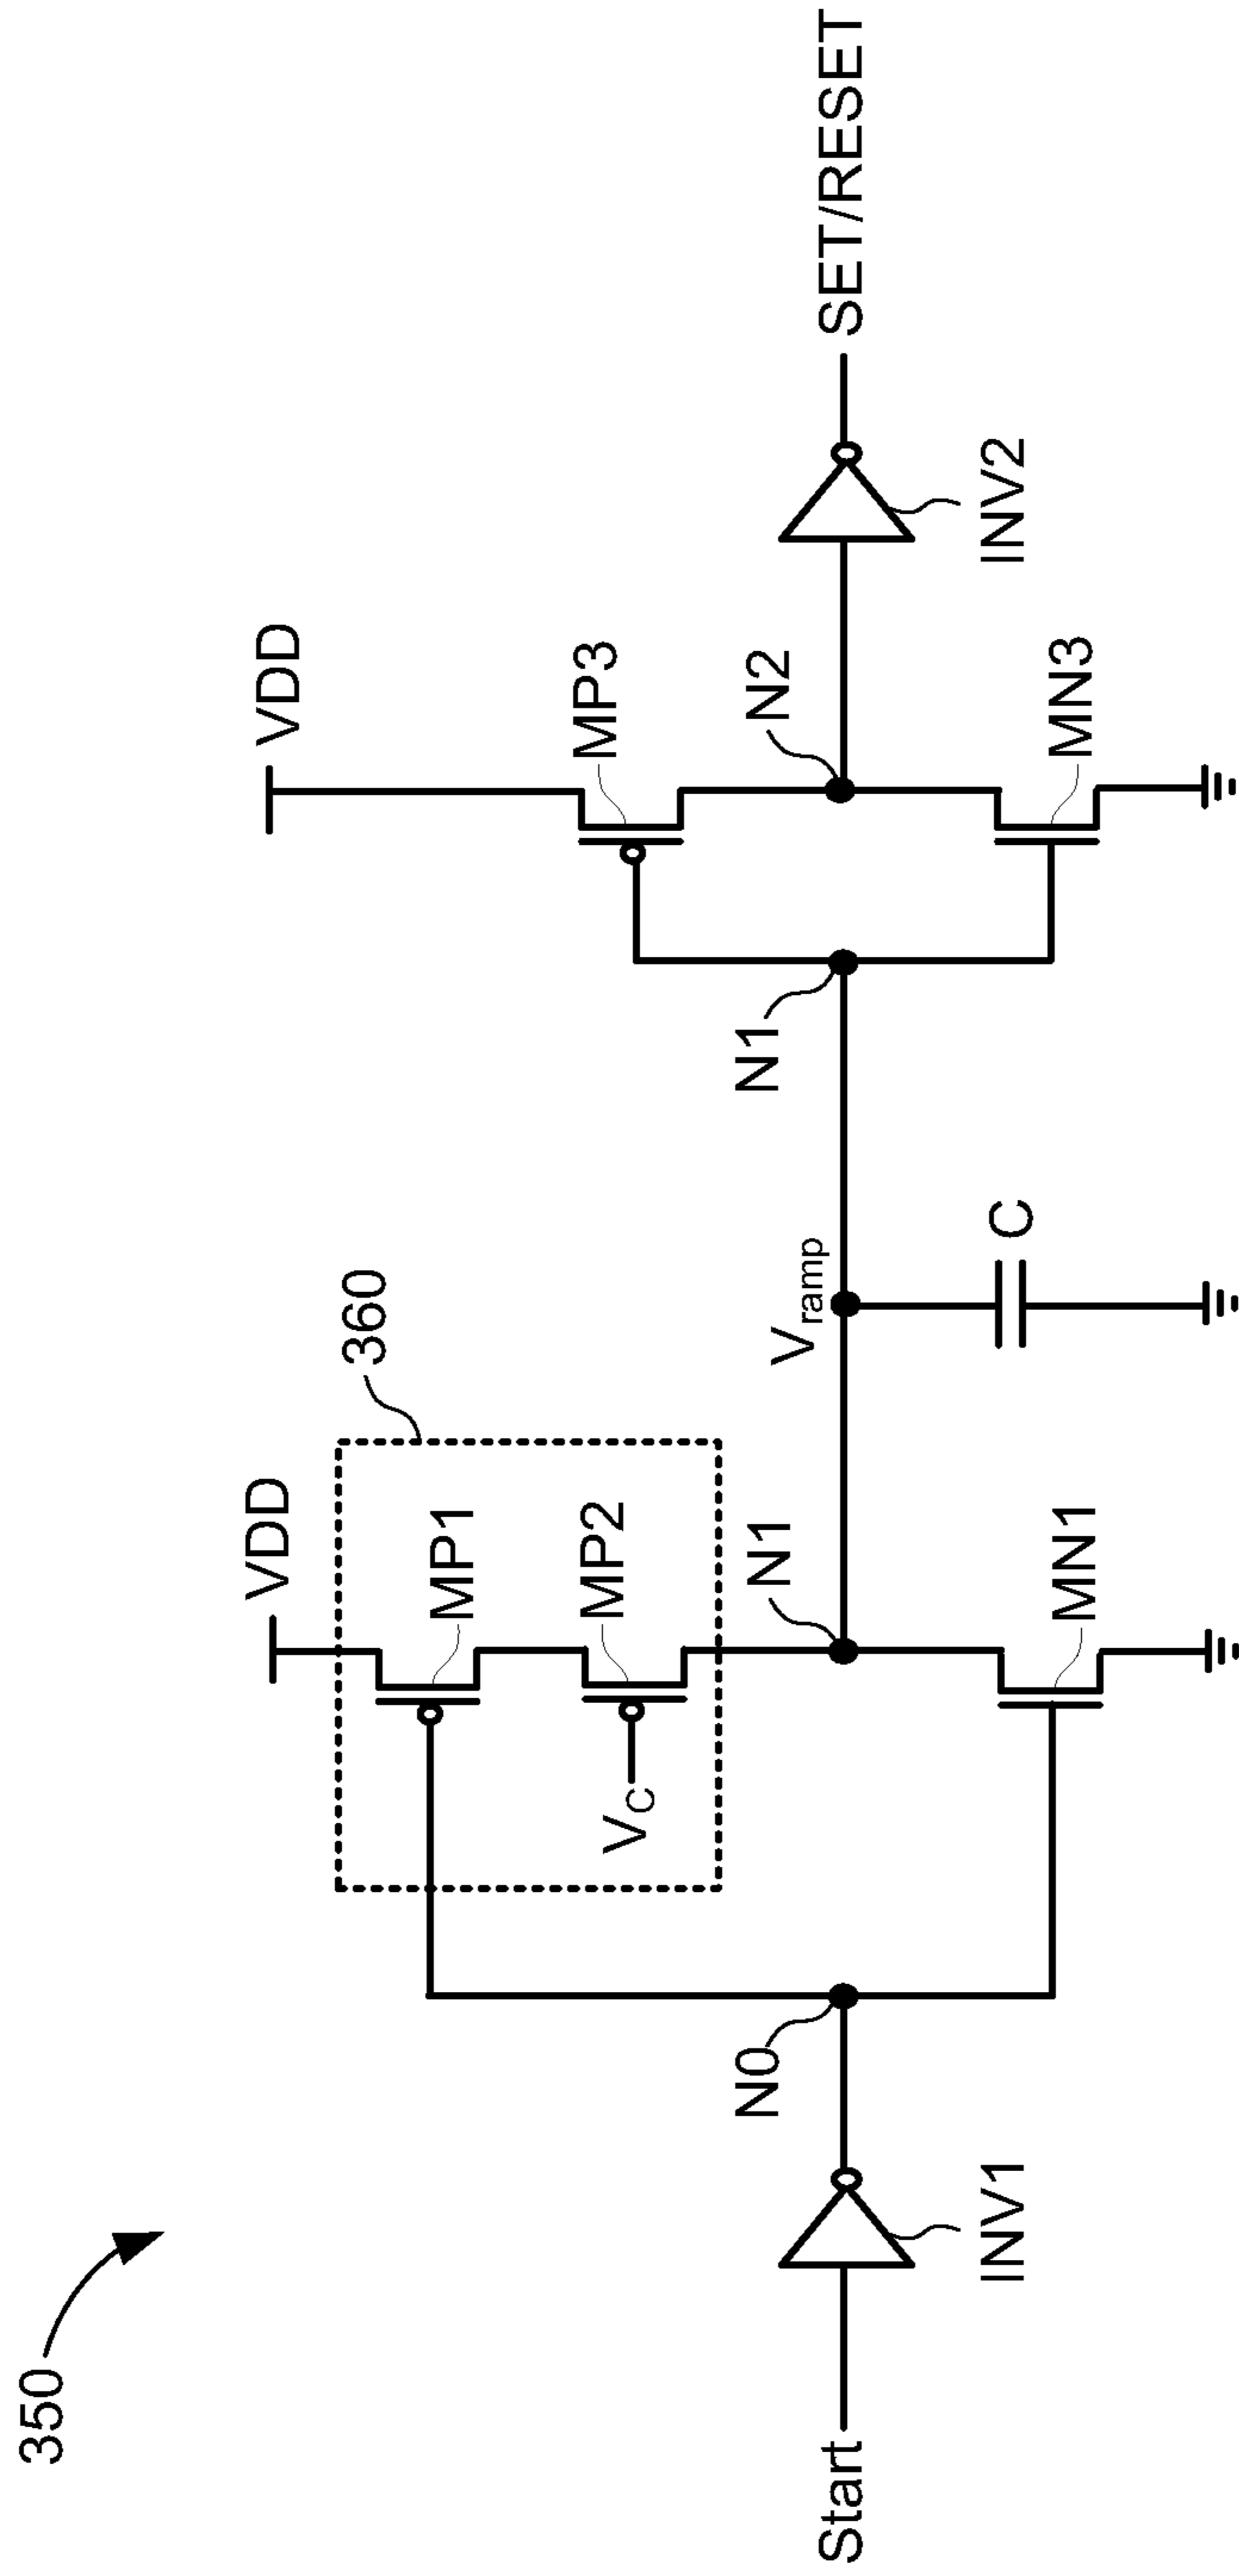 350
Start
INV1
N0
VDD
360
MP1
MP2
VC
N1
MN1
Vramp
C
N1
VDD
MP3
N2
MN3
INV2
SET/RESET